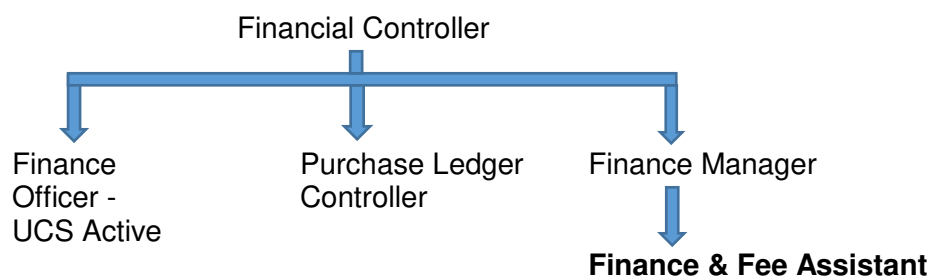 Financial Controller
Finance
Officer -
UCS Active
Purchase Ledger
Controller
Finance Manager
Finance & Fee Assistant